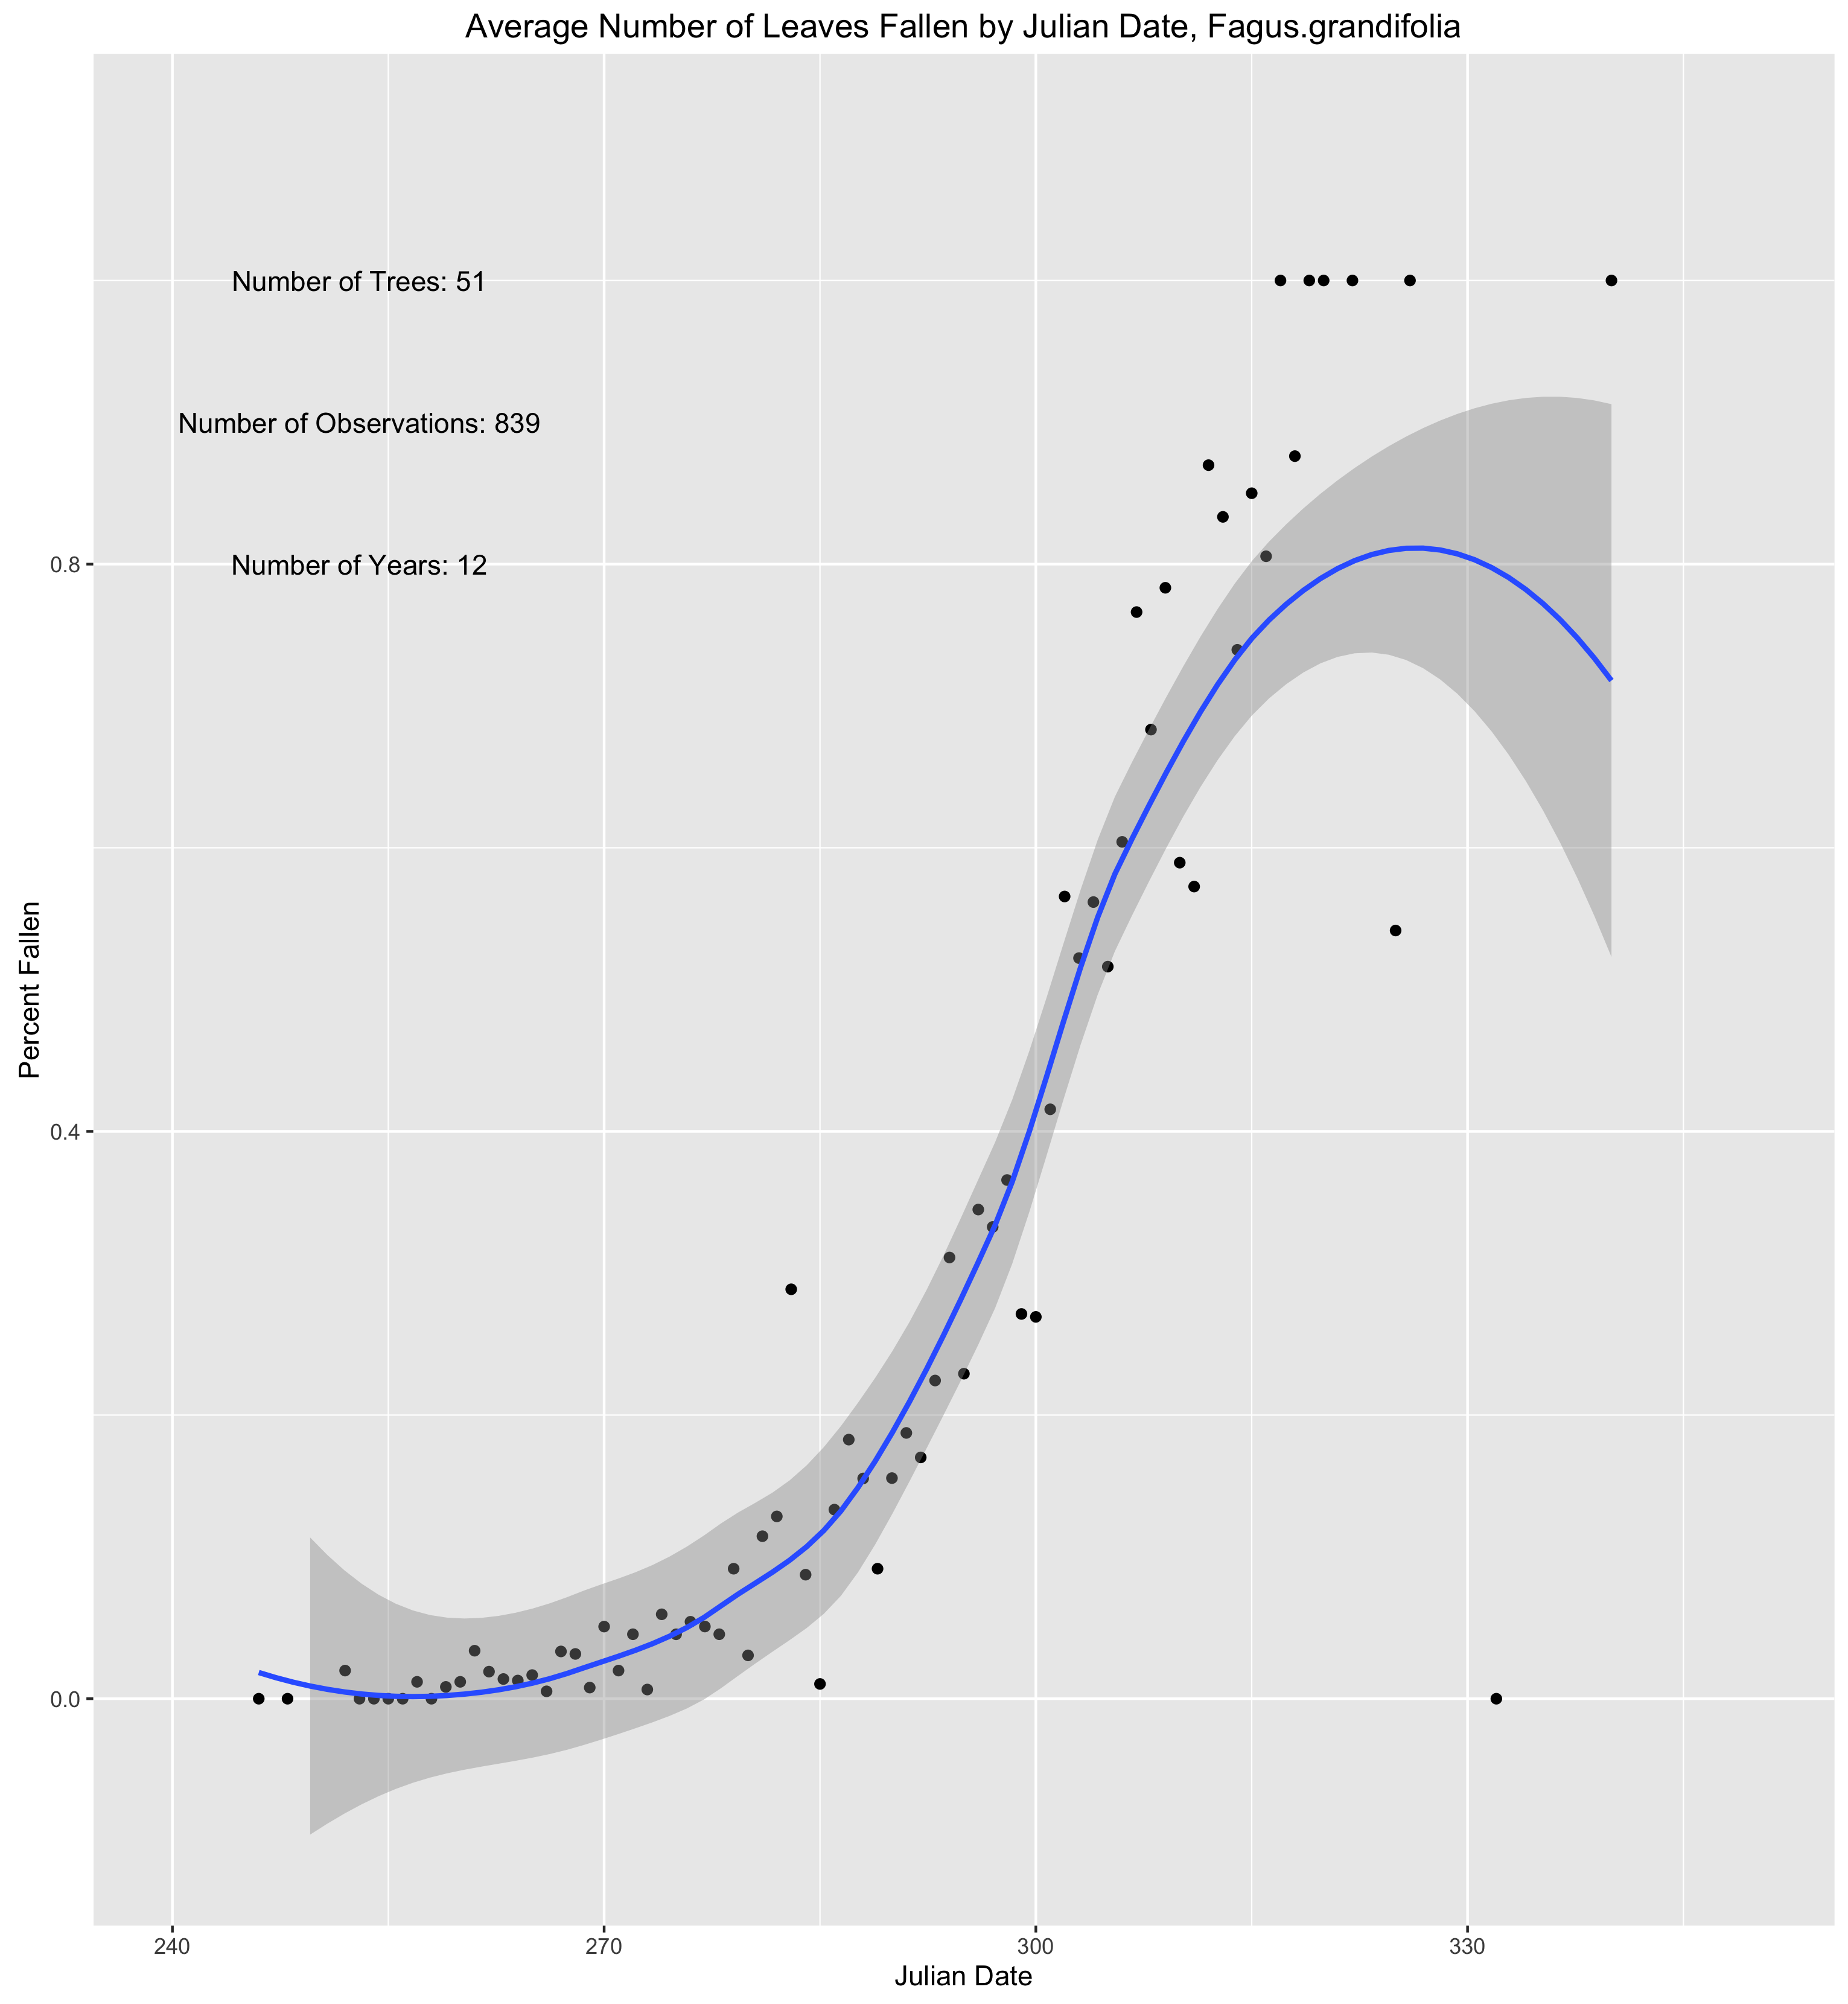 Average Number of Leaves Fallen by Julian Date, Fagus.grandifolia
Number of Trees: 51
Number of Observations: 839
Number of Years: 12
0.8
0.4
0.0
Percent Fallen
240
270
300
330
Julian Date